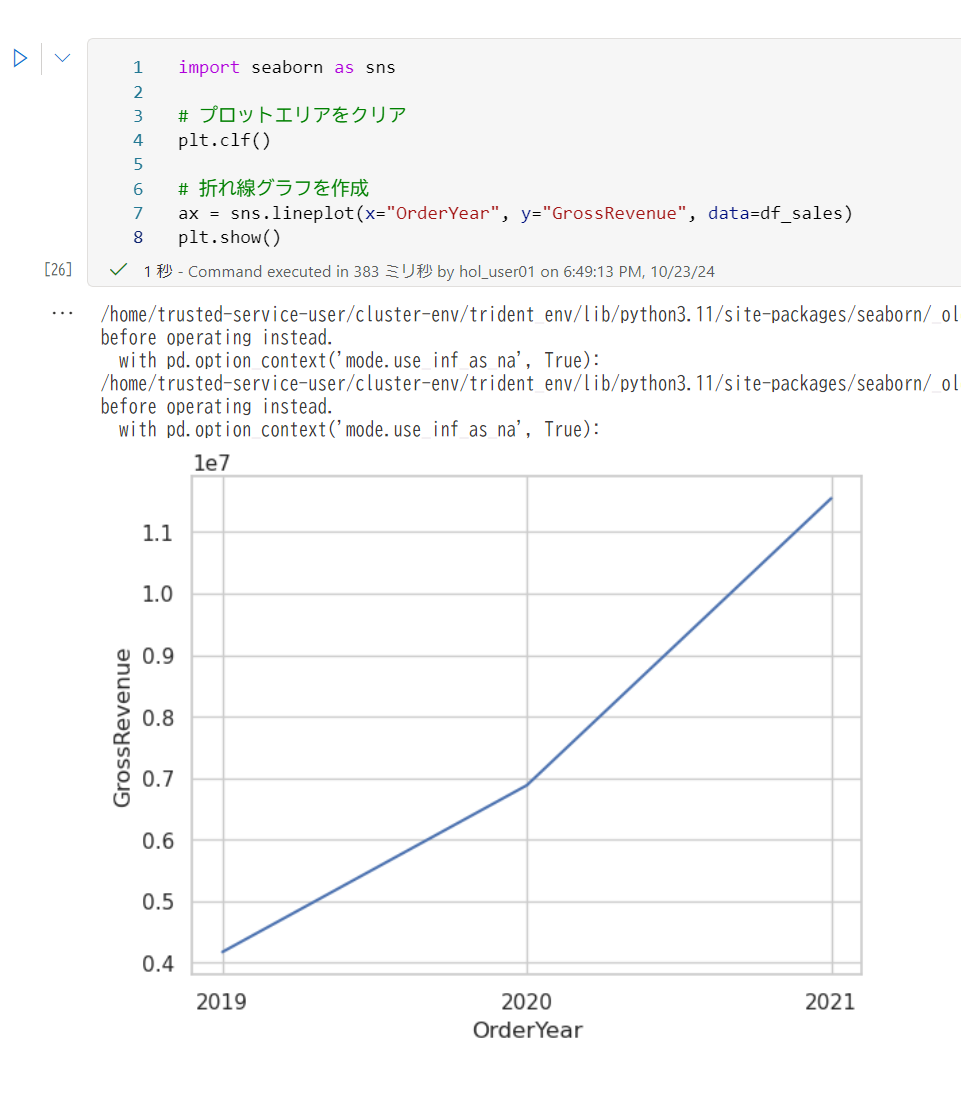 1 import seaborn as sns
2
3 # プロットエリアをクリア
4 plt.clf()
5
6 # 折れ線グラフを作成
7 ax = sns.lineplot(x="OrderYear", y="GrossRevenue", data=df_sales)
8 plt.show()
[26] 1 秒 - Command executed in 383 ミリ秒 by hol_user01 on 6:49:13 PM, 10/23/24
... /home/trusted-service-user/cluster-env/trident_env/lib/python3.11/site-packages/seaborn/_ol
before operating instead.
with pd.option_context('mode.use_inf_as_na', True):
/home/trusted-service-user/cluster-env/trident_env/lib/python3.11/site-packages/seaborn/_ol
before operating instead.
with pd.option_context('mode.use_inf_as_na', True):
1e7
1.1
1.0
0.9
0.8
0.7
0.6
0.5
0.4
GrossRevenue
2019 2020 2021
OrderYear